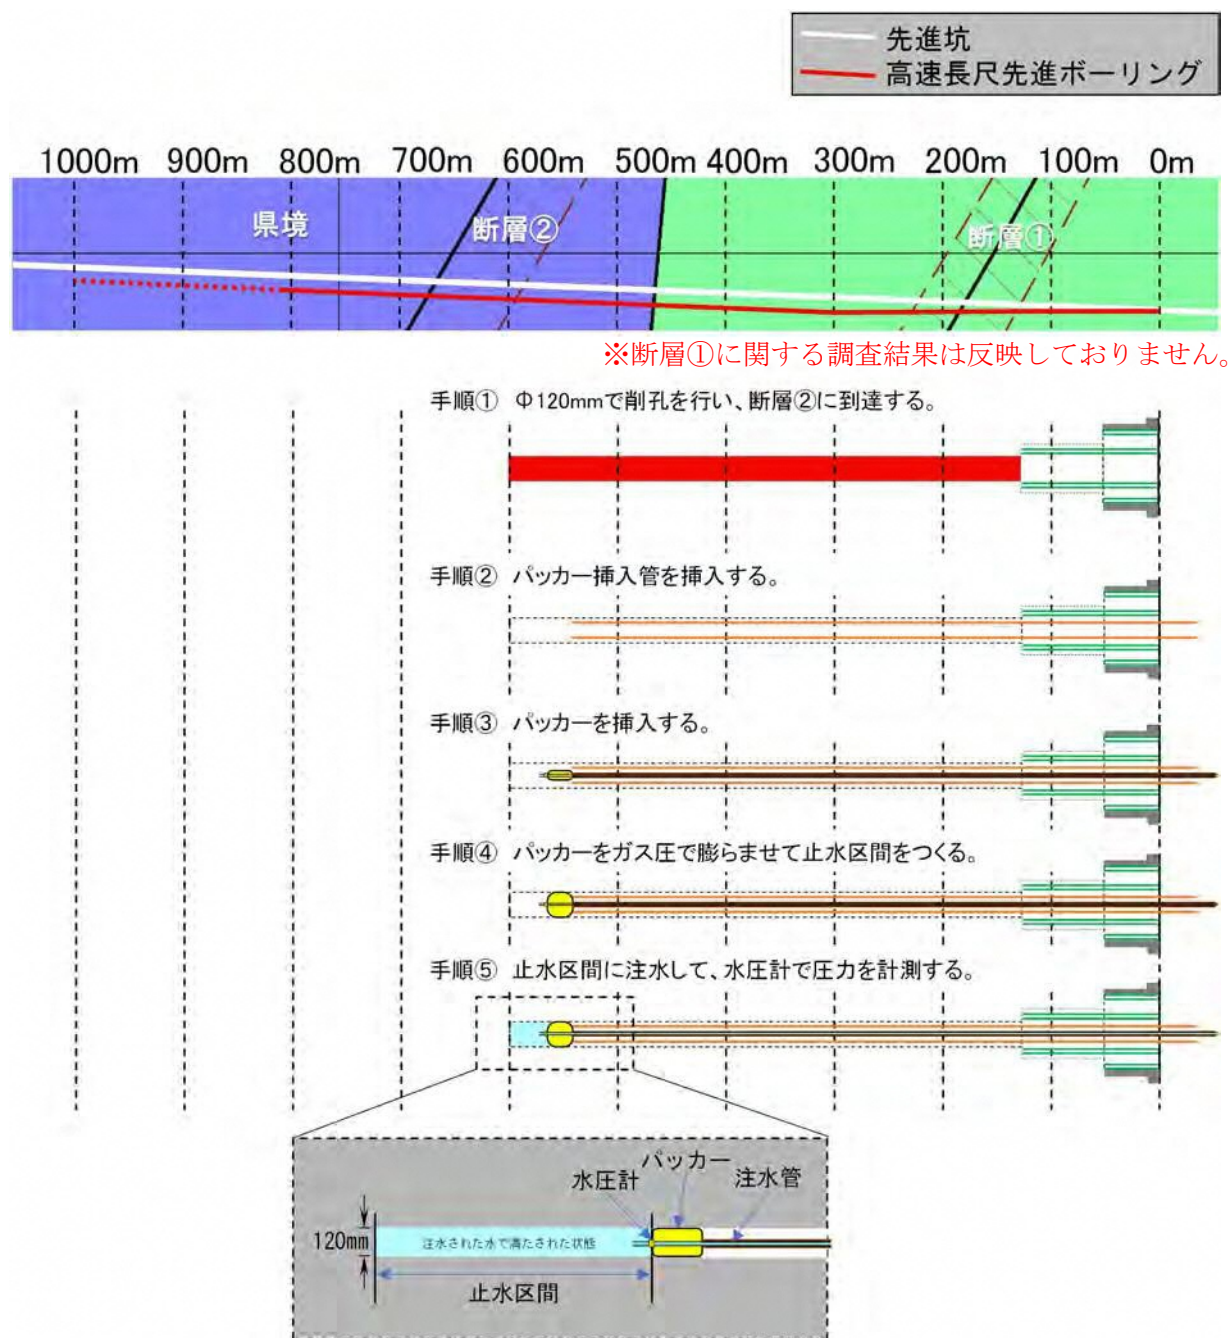 先進坑
高速長尺先進ボーリング
1000m 900m 800m 700m 600m 500m 400m 300m 200m 100m 0m
県境
断層②
断層①
※断層①に関する調査結果は反映しておりません。
手順① Φ120mmで削孔を行い、断層②に到達する。
手順② パッカー挿入管を挿入する。
手順③ パッカーを挿入する。
手順④ パッカーをガス圧で膨らませて止水区間をつくる。
手順⑤ 止水区間に注水して、水圧計で圧力を計測する。
パッカー
水圧計
注水管
120mm
注水された水で満たされた状態
止水区間